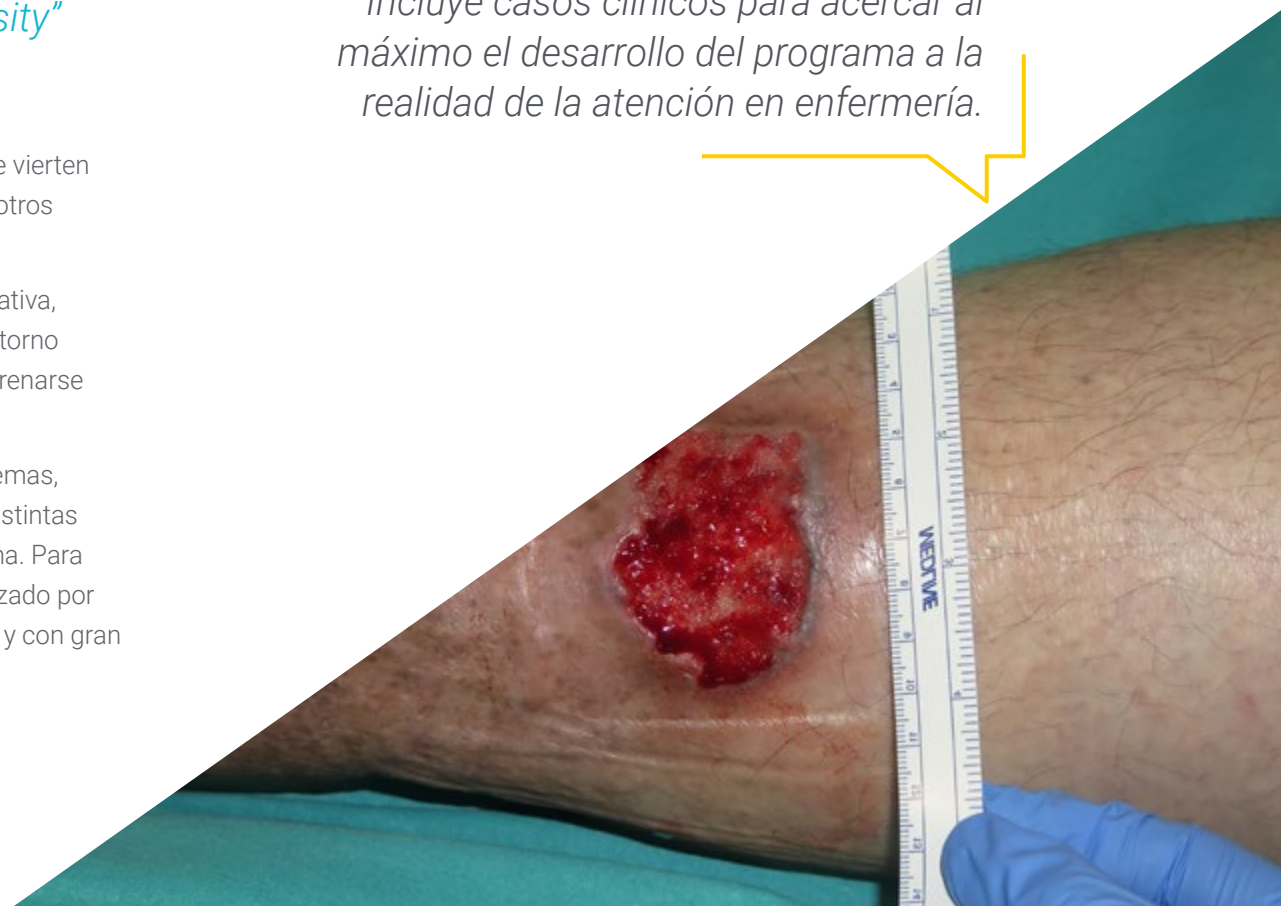 sity”
incluye casos clínicos para acercar al
máximo el desarrollo del programa a la
realidad de la atención en enfermería.
e vierten
otros
ativa,
torno
renarse
emas,
stintas
na. Para
zado por
y con gran